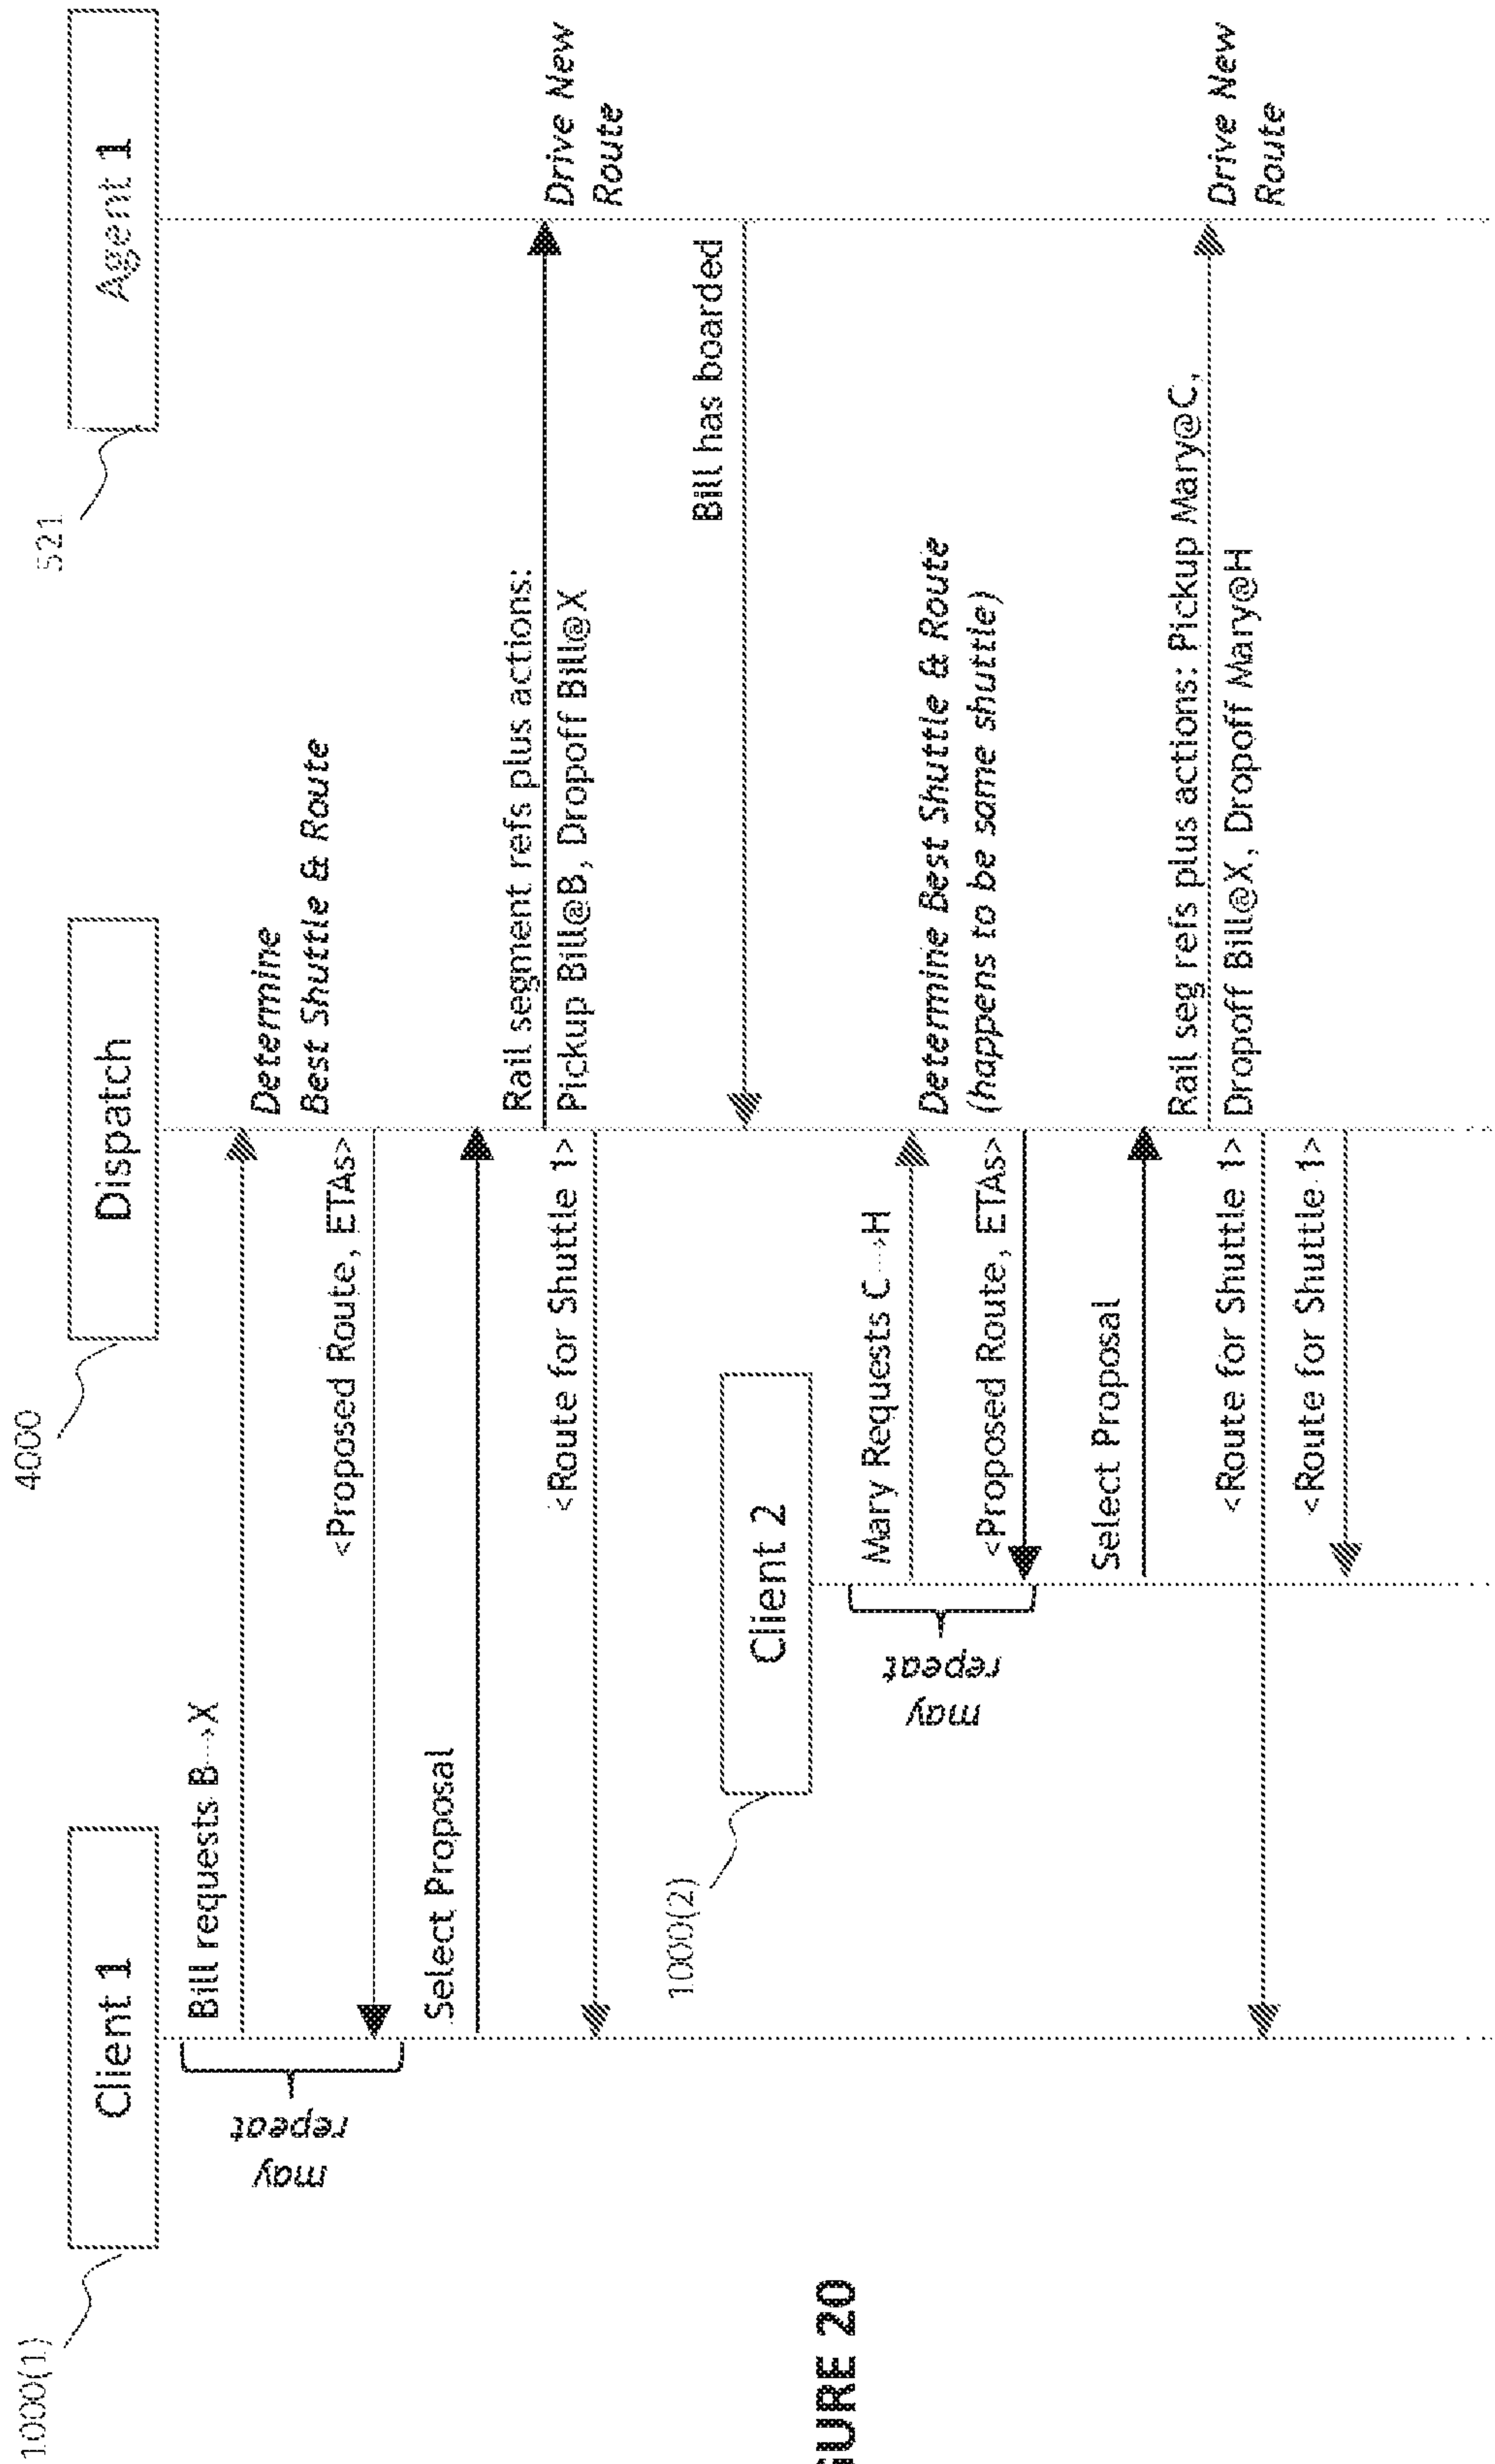 1000(1)
Client 1
4000
Dispatch
521
Agent 1
Bill requests B→X
Determine
Best Shuttle & Route
may
repeat
<Proposed Route, ETAs>
Select Proposal
Rail segment refs plus actions:
Pickup Bill@B, Dropoff Bill@X
Drive New
Route
<Route for Shuttle 1>
1000(2)
Client 2
Bill has boarded
Mary Requests C→H
Determine Best Shuttle & Route
(happens to be same shuttle)
may
repeat
<Proposed Route, ETAs>
Select Proposal
Rail seg refs plus actions: Pickup Mary@C,
Dropoff Bill@X, Dropoff Mary@H
Drive New
Route
<Route for Shuttle 1>
<Route for Shuttle 1>
GURE 20